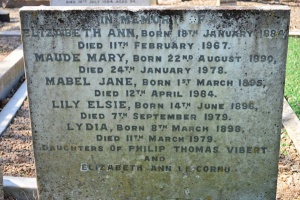 IN MEMORY OF
ELIZABETH ANN, BORN 18TH JANUARY 1884
DIED 11TH FEBRUARY 1967.
MAUDE MARY, BORN 22ND AUGUST 1890,
DIED 24TH JANUARY 1978.
MABEL JANE, BORN 1ST MARCH 1895,
DIED 12TH APRIL 1984.
LILY ELSIE, BORN 14TH JUNE 1896,
DIED 7TH SEPTEMBER 1979.
LYDIA, BORN 8TH MARCH 1898,
DIED 11TH MARCH 1979.
DAUGHTERS OF PHILIP THOMAS VIBERT
AND
ELIZABETH ANN LE CORNU